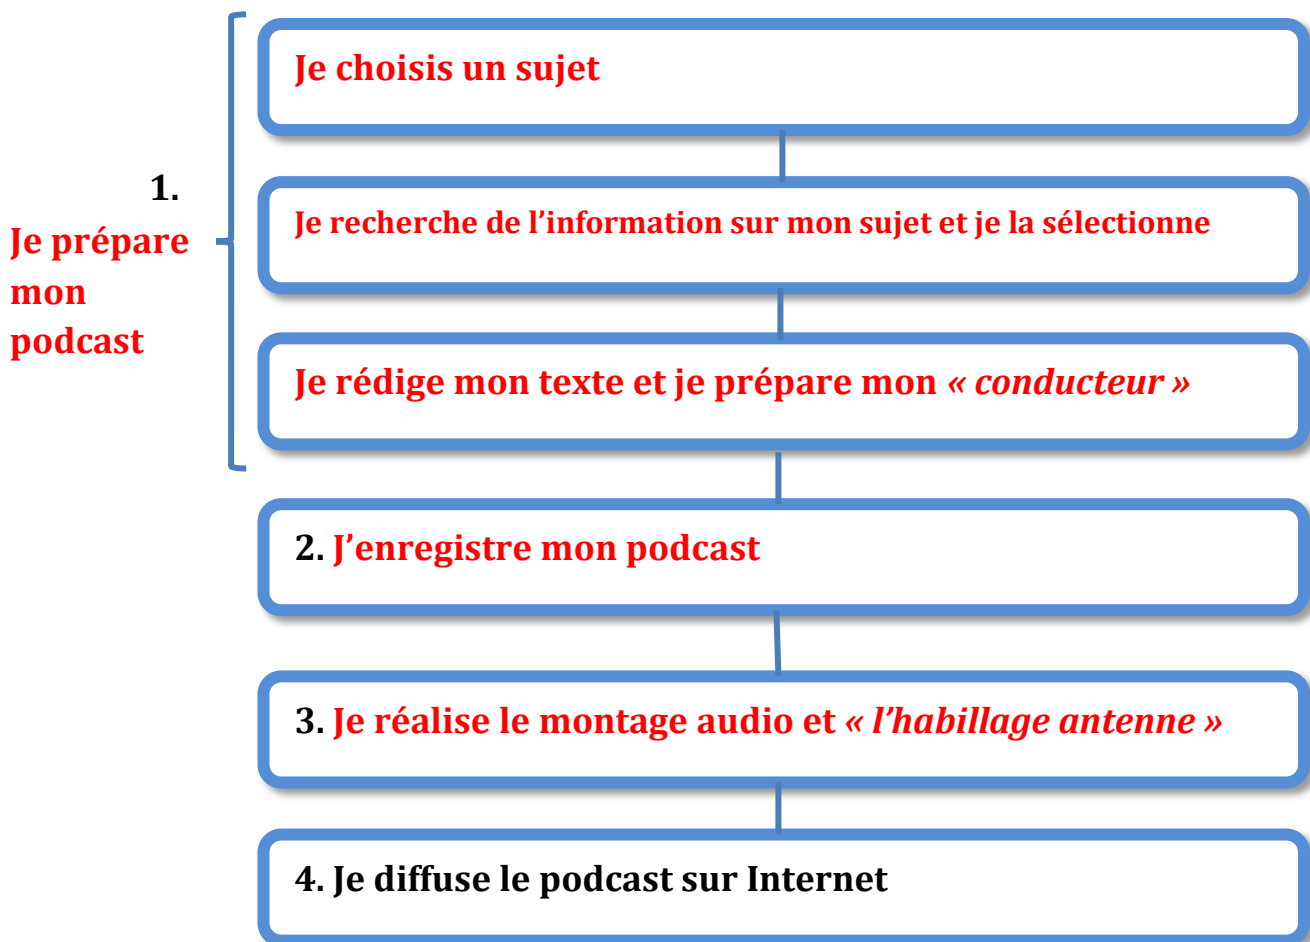 Je choisis un sujet
1.
Je prépare
mon
podcast
Je recherche de l’information sur mon sujet et je la sélectionne
Je rédige mon texte et je prépare mon « conducteur »
2. J’enregistre mon podcast
3. Je réalise le montage audio et « l’habillage antenne »
4. Je diffuse le podcast sur Internet